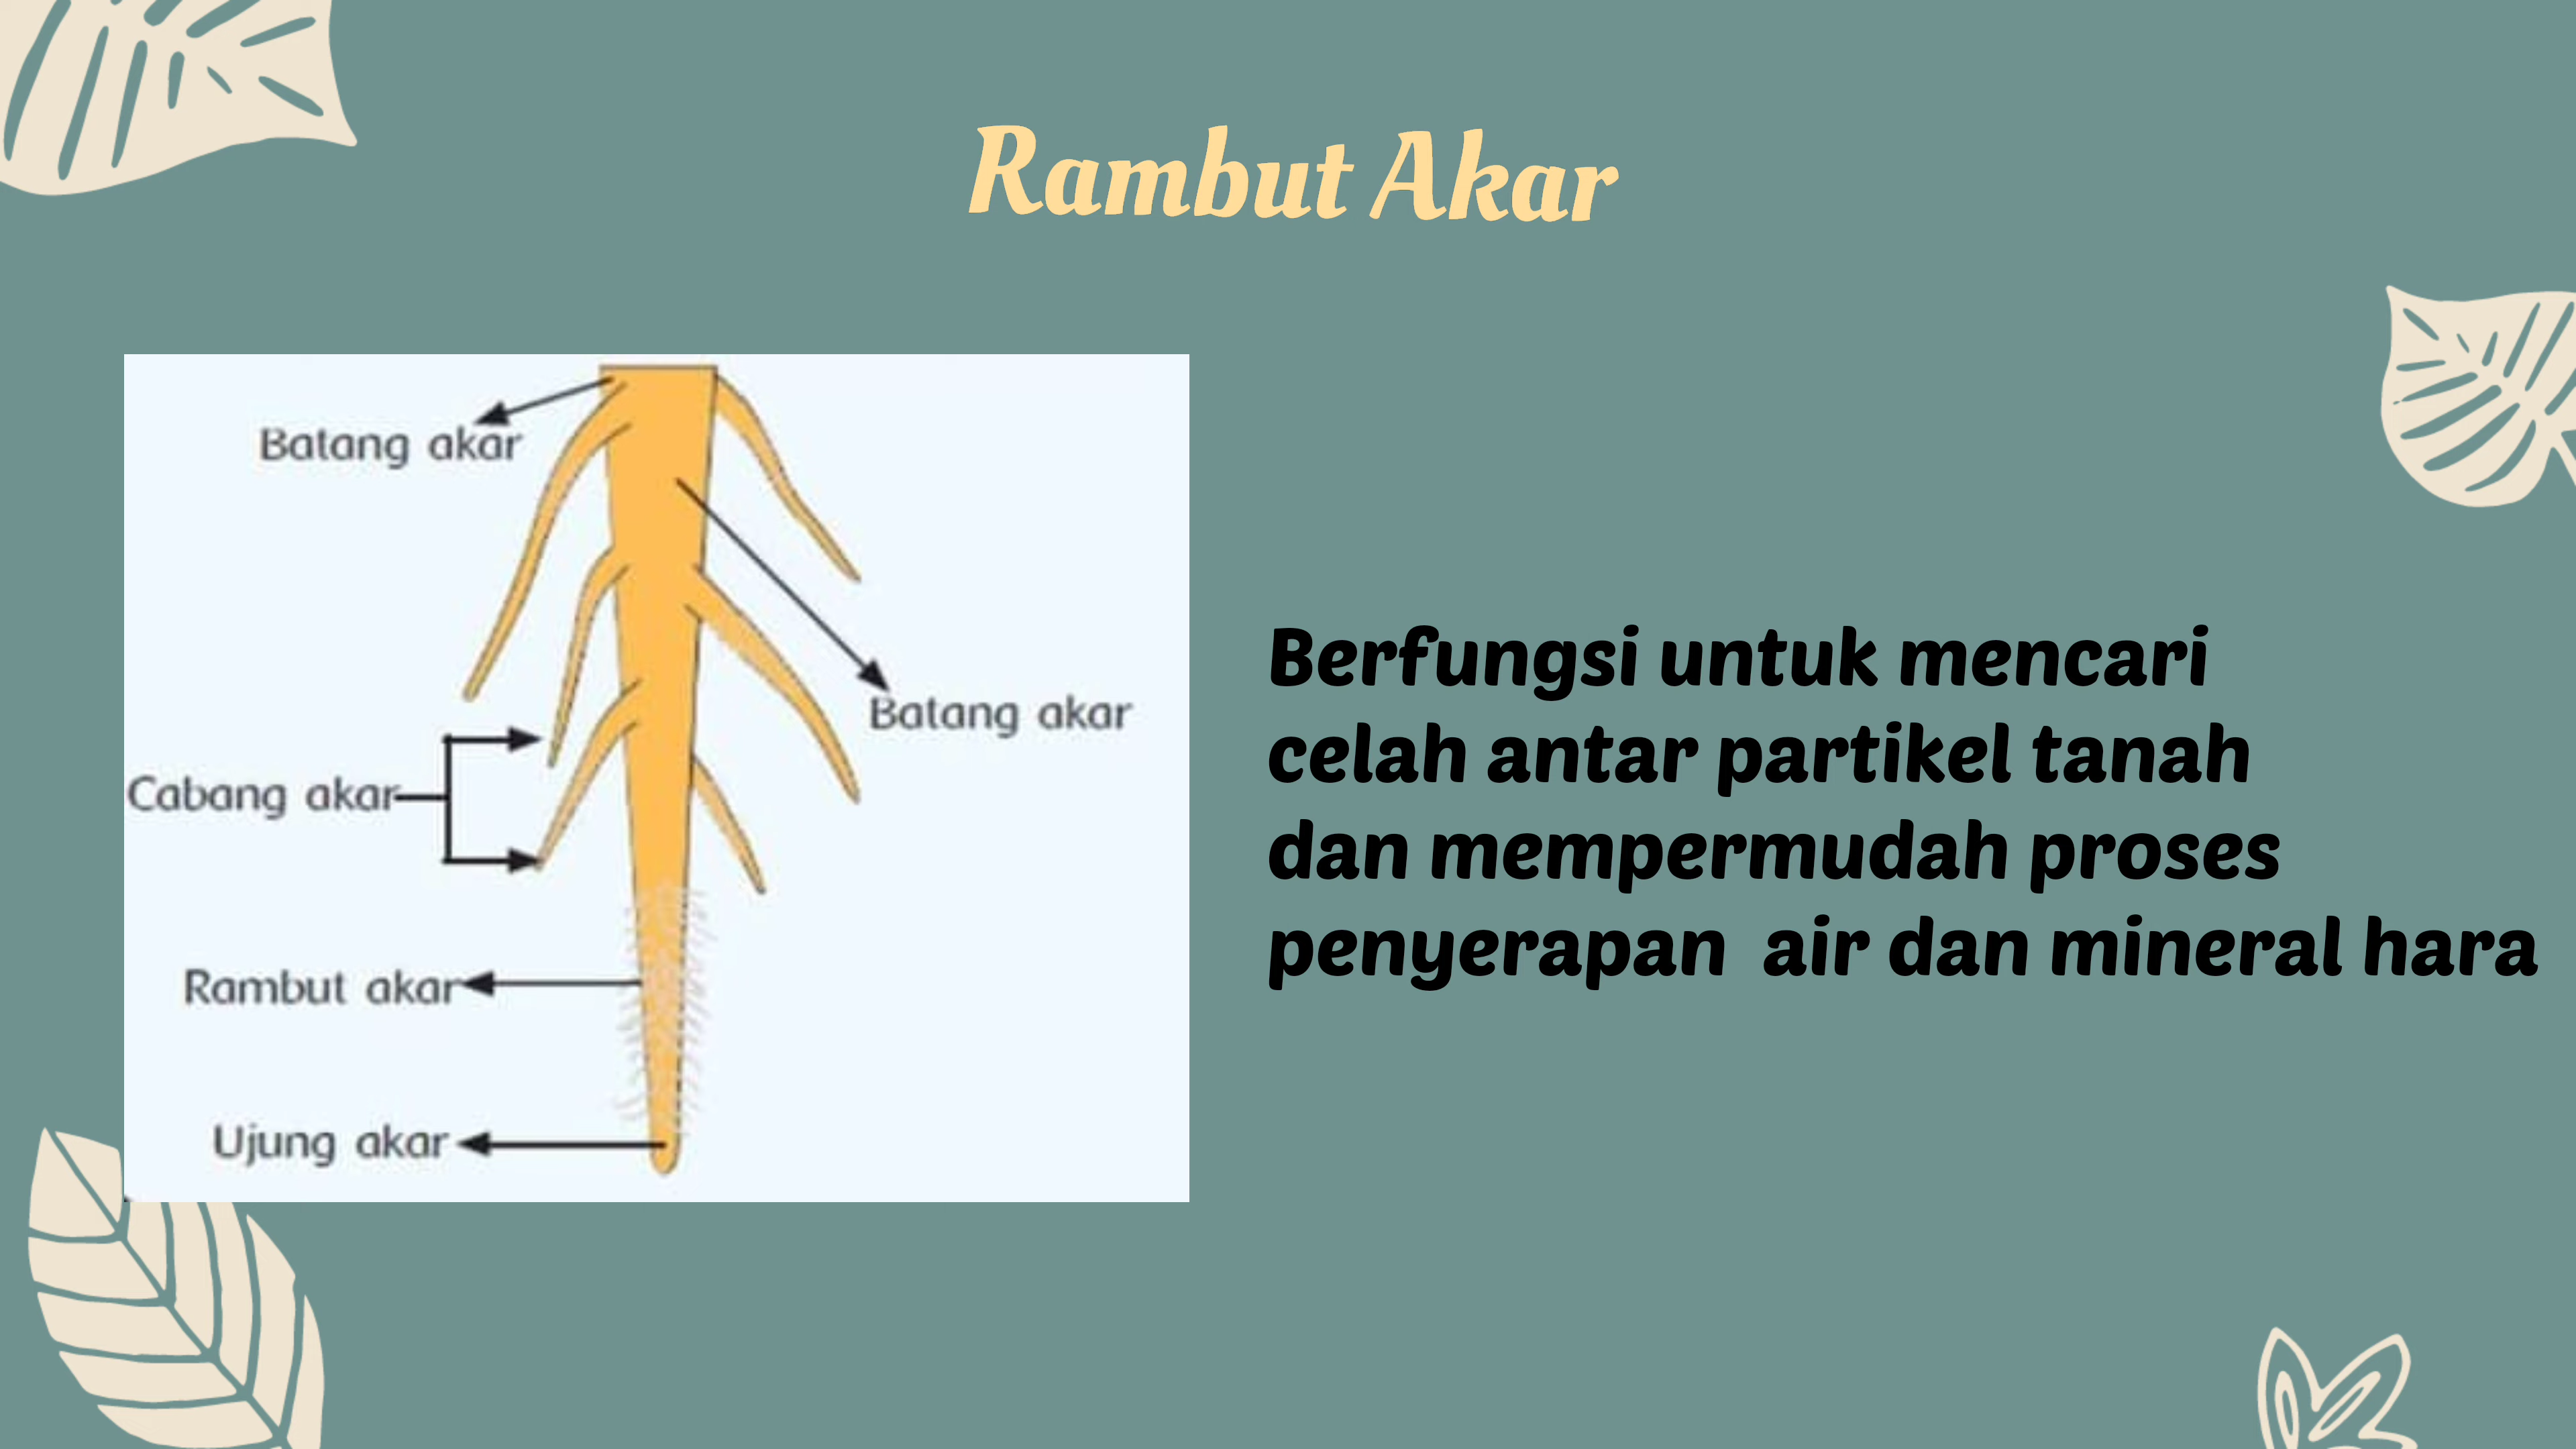 Rambut Akar
Batang akar
Batang akar
Cabang akar
Rambut akar
Ujung akar
Berfungsi untuk mencari
celah antar partikel tanah
dan mempermudah proses
penyerapan  air dan mineral hara